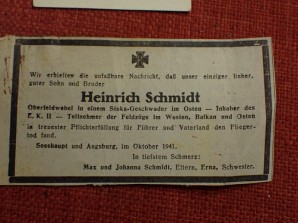 Wir erhielten die unfaßbare Nachricht, daß unser einziger lieber,
guter Sohn und Bruder
Heinrich Schmidt
Oberfeldwebel in einem Stuka-Geschwader im Osten — Inhaber des
E. K. II — Teilnehmer der Feldzüge im Westen, Balkan und Osten
in treuester Pflichterfüllung für Führer und Vaterland den Flieger-
tod fand.
Seeshaupt und Augsburg, im Oktober 1941.
In tiefstem Schmerz:
Max und Johanna Schmidt, Eltern, Erna, Schwester.